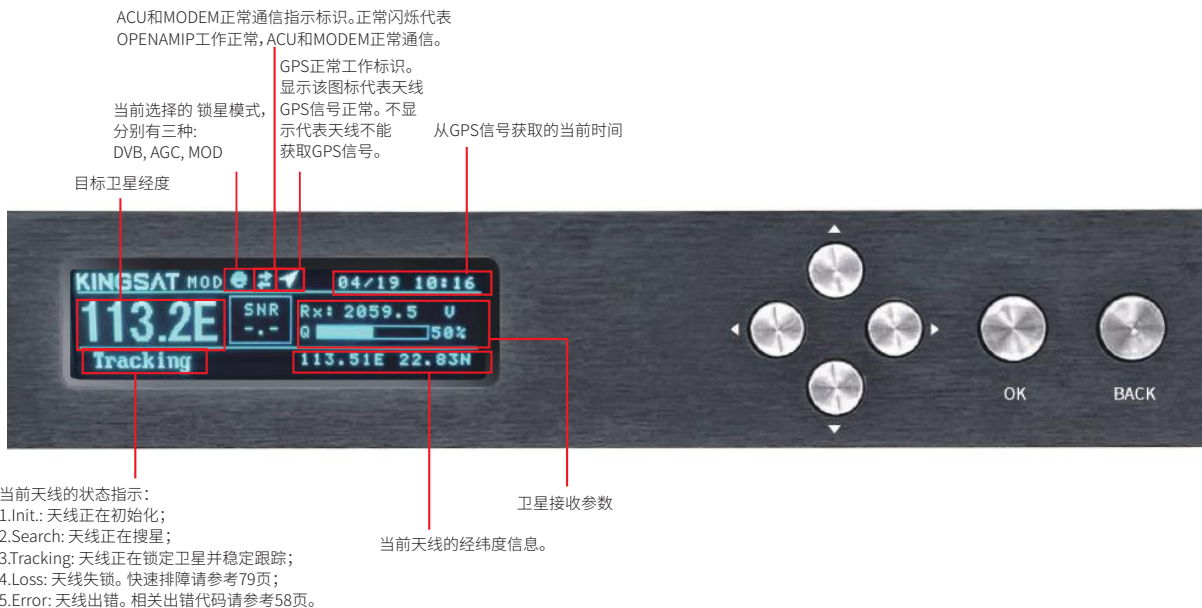 ACU和MODEM正常通信指示标识。正常闪烁代表
OPENAMIP工作正常，ACU和MODEM正常通信。
GPS正常工作标识。
显示该图标代表天线
GPS信号正常。不显
示代表天线不能
获取GPS信号。
当前选择的 锁星模式，
分别有三种:
DVB, AGC, MOD
从GPS信号获取的当前时间
目标卫星经度
KINGSAT MOD 04/19 10:16
113.2E
SNR
-.-
Rx: 2059.5 V
Q 50%
Tracking
113.51E 22.83N
OK
BACK
当前天线的状态指示：
1.Init.: 天线正在初始化；
2.Search: 天线正在搜星；
3.Tracking: 天线正在锁定卫星并稳定跟踪；
4.Loss: 天线失锁。快速排障请参考79页；
5.Error: 天线出错。相关出错代码请参考58页。
卫星接收参数
当前天线的经纬度信息。